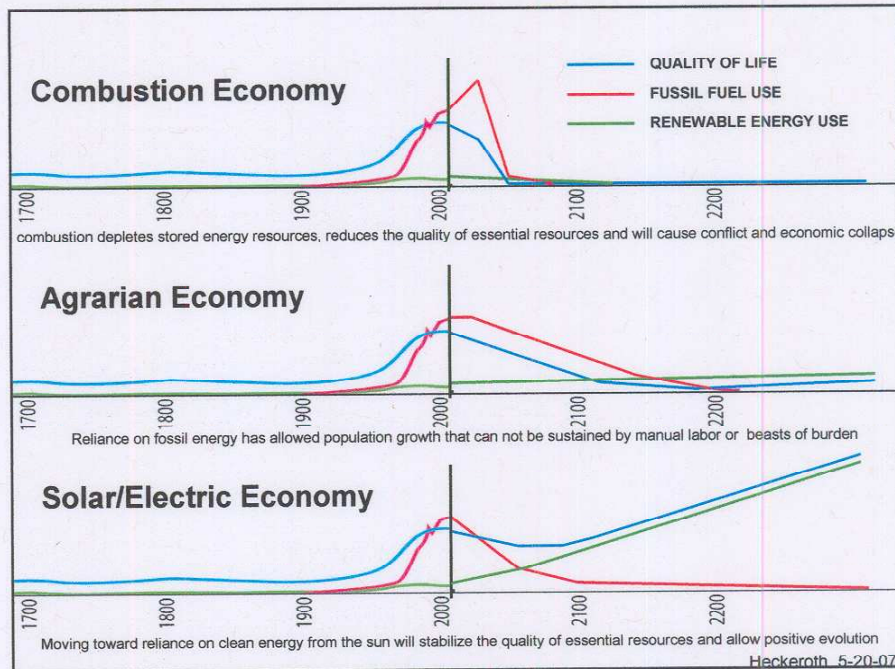 Combustion Economy
QUALITY OF LIFE
FUSSIL FUEL USE
RENEWABLE ENERGY USE
1700 1800 1900 2000 2100 2200
combustion depletes stored energy resources, reduces the quality of essential resources and will cause conflict and economic collaps
Agrarian Economy
1700 1800 1900 2000 2100 2200
Reliance on fossil energy has allowed population growth that can not be sustained by manual labor or beasts of burden
Solar/Electric Economy
1700 1800 1900 2000 2100 2200
Moving toward reliance on clean energy from the sun will stabilize the quality of essential resources and allow positive evolution
Heckeroth 5-20-07